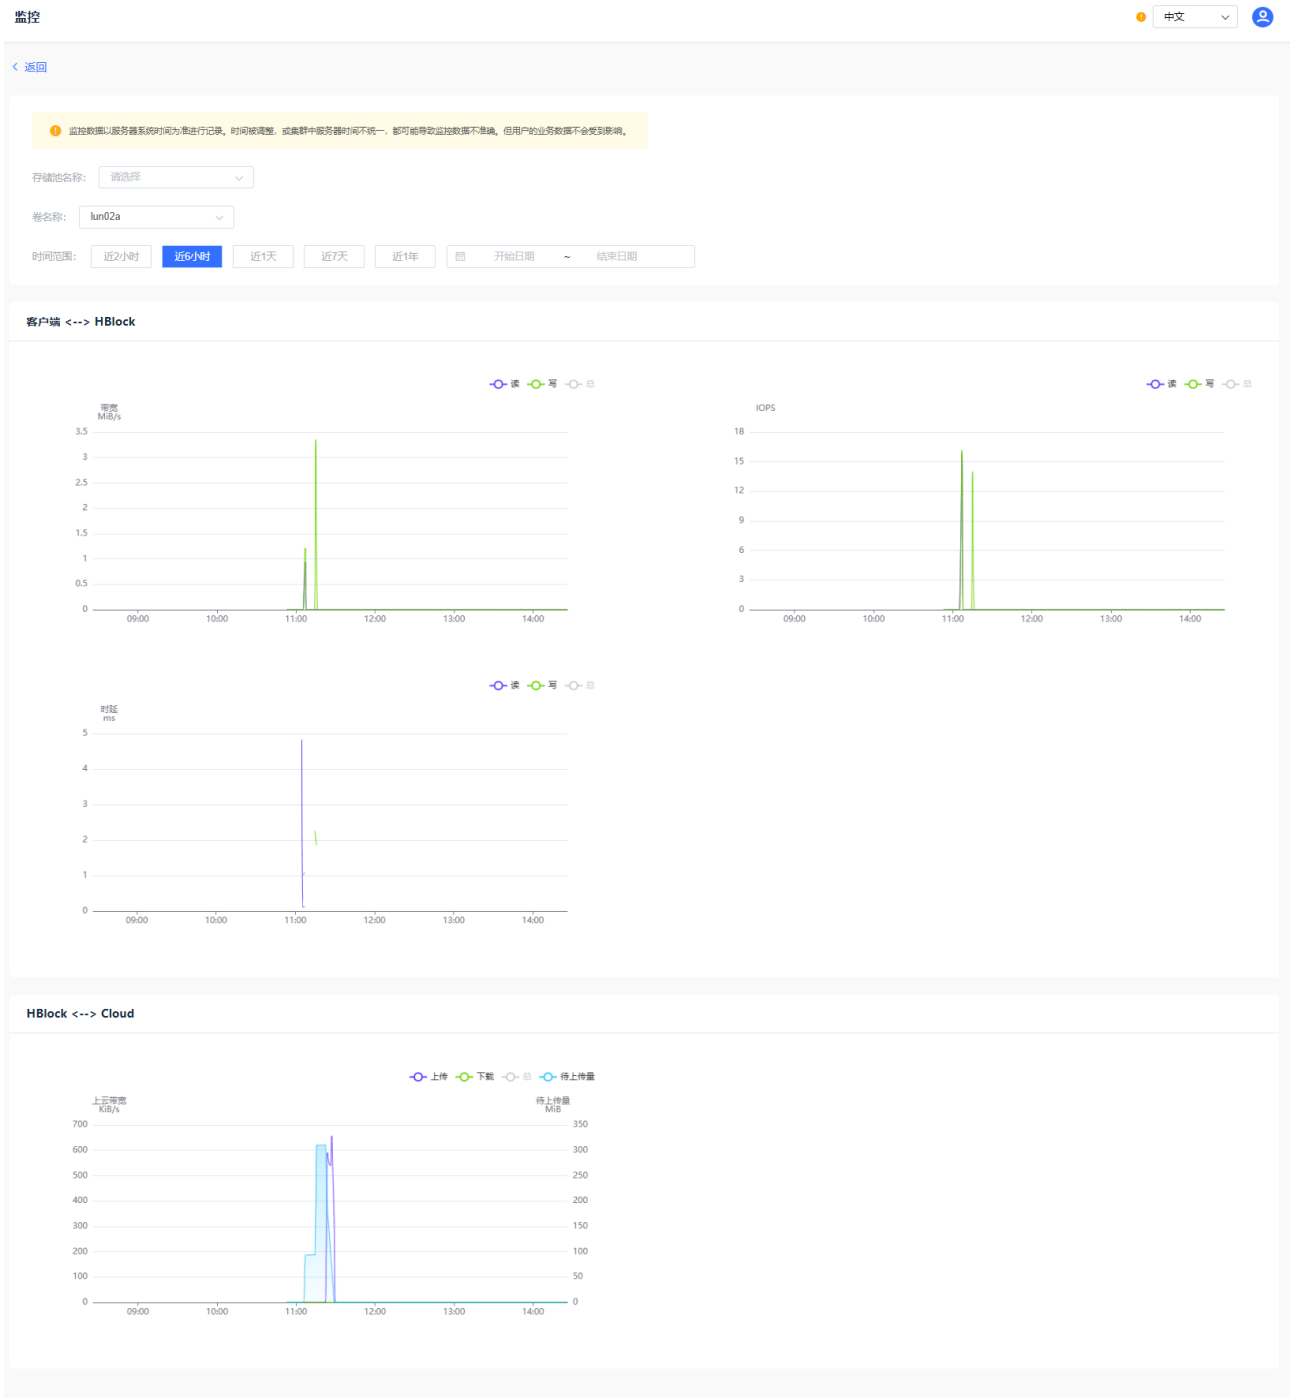 监控
中文
返回
监控数据以服务器系统时间为准进行记录。时间被调整，或集群中服务器时间不统一，都可能导致监控数据不准确。但用户的业务数据不会受到影响。
存储池名称： 请选择
卷名称： lun02a
时间范围： 近2小时 近6小时 近1天 近7天 近1年 开始日期 ~ 结束日期
客户端 <--> HBlock
读 写 总
带宽
MiB/s
3.5
3
2.5
2
1.5
1
0.5
0
09:00 10:00 11:00 12:00 13:00 14:00
读 写 总
IOPS
18
15
12
9
6
3
0
09:00 10:00 11:00 12:00 13:00 14:00
读 写 总
时延
ms
5
4
3
2
1
0
09:00 10:00 11:00 12:00 13:00 14:00
HBlock <--> Cloud
上传 下载 总 待上传量
上云带宽 待上传量
KiB/s MiB
700 350
600 300
500 250
400 200
300 150
200 100
100 50
0 0
09:00 10:00 11:00 12:00 13:00 14:00